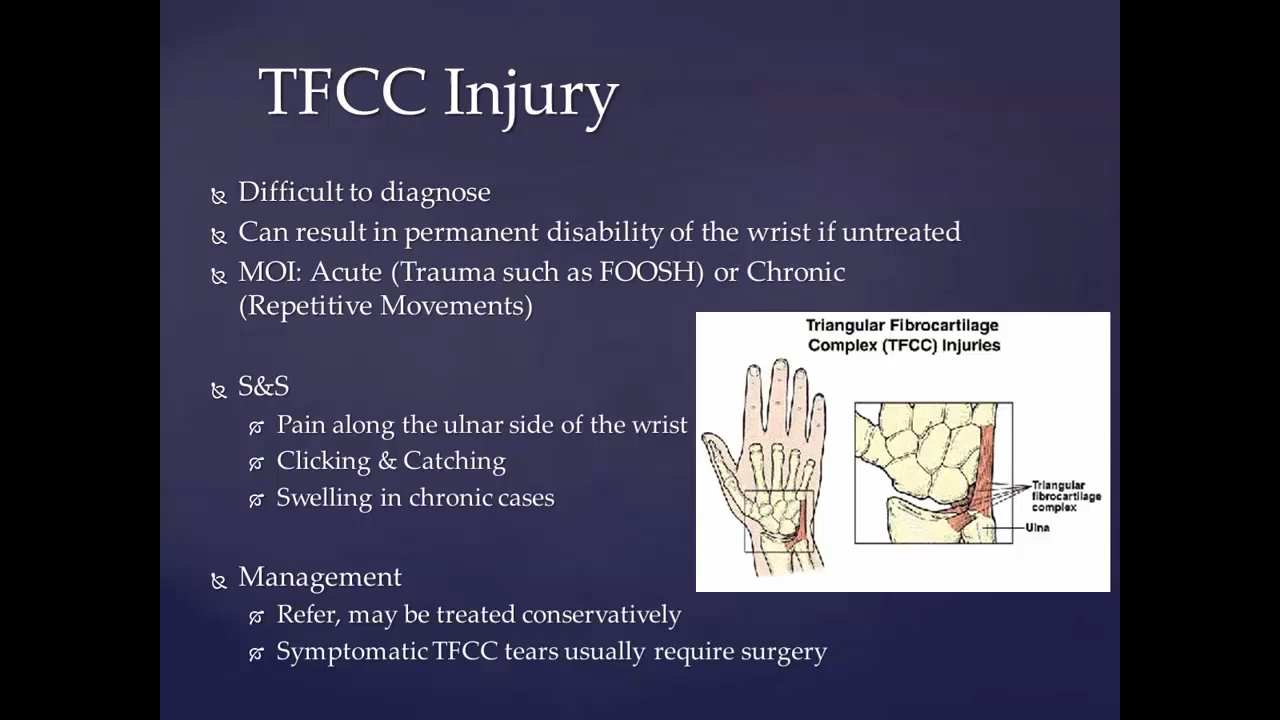 TFCC Injury
Difficult to diagnose
Can result in permanent disability of the wrist if untreated
MOI: Acute (Trauma such as FOOSH) or Chronic
(Repetitive Movements)
S&S
Pain along the ulnar side of the wrist
Clicking & Catching
Swelling in chronic cases
Management
Refer, may be treated conservatively
Symptomatic TFCC tears usually require surgery
Triangular Fibrocartilage
Complex (TFCC) Injuries
Triangular
fibrocartilage
complex
Ulna